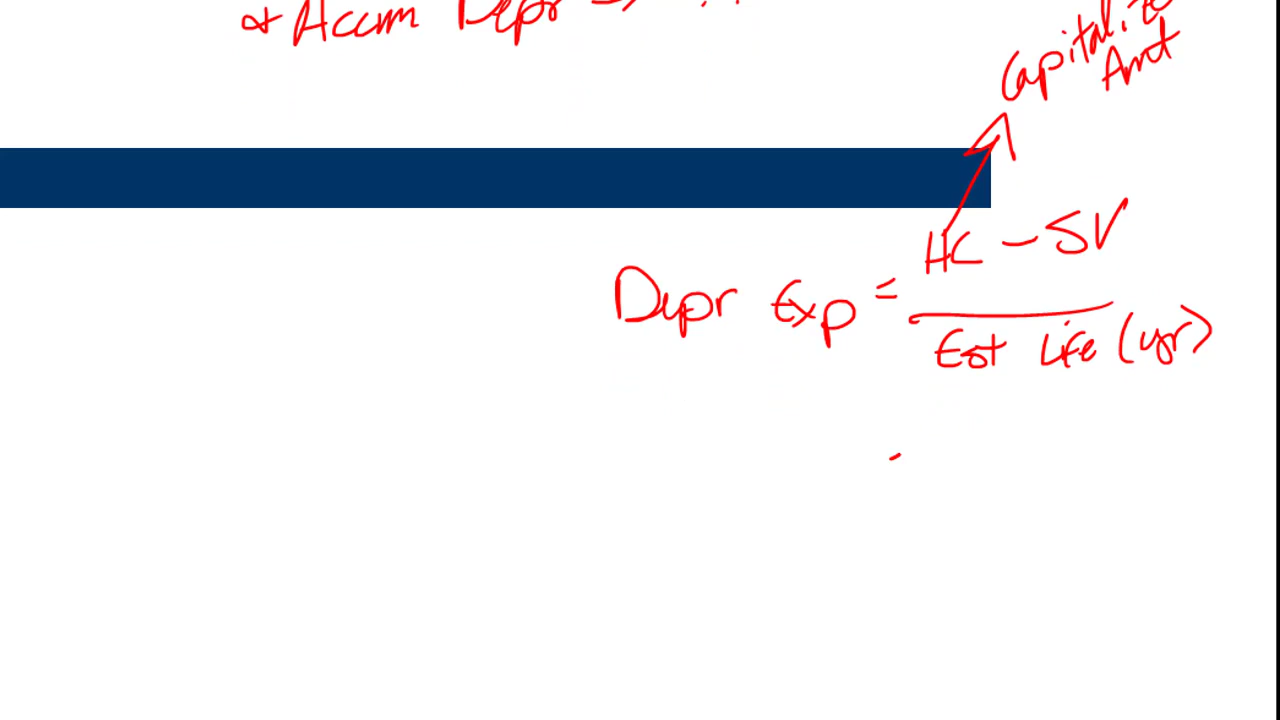 & Accum Depr
Capitalize
Amt
HC - SV
Depr Exp =
Est Life (yr)